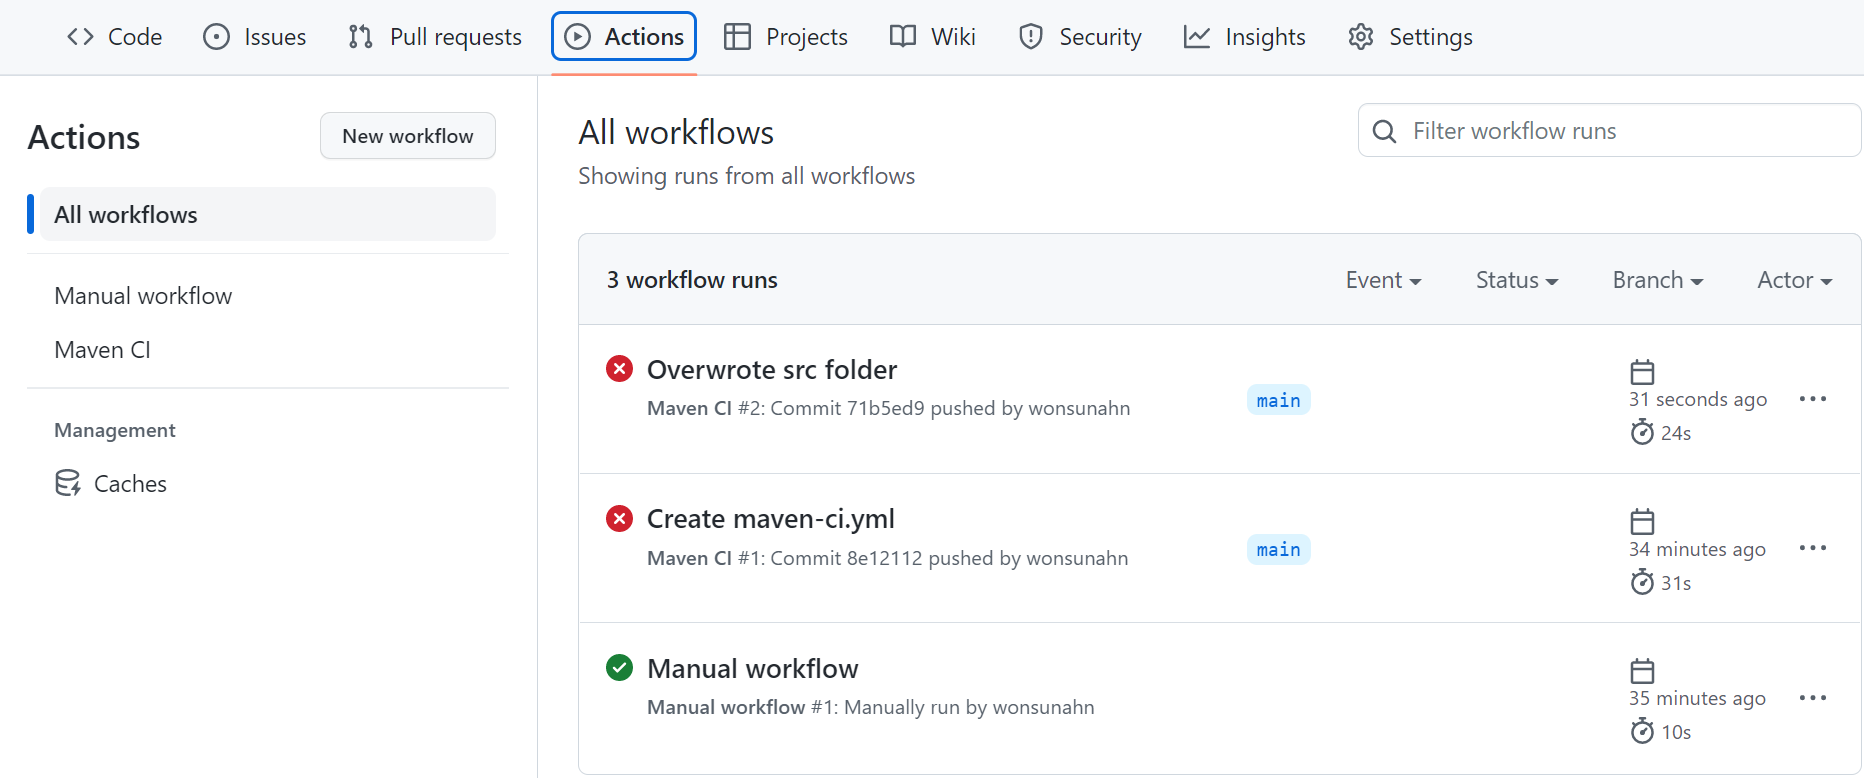 Code Issues Pull requests Actions Projects Wiki Security Insights Settings
Actions
New workflow
All workflows
Manual workflow
Maven CI
Management
Caches
All workflows
Showing runs from all workflows
Filter workflow runs
3 workflow runs
Event Status Branch Actor
Overwrote src folder
Maven CI #2: Commit 71b5ed9 pushed by wonsunahn
main
31 seconds ago
24s
Create maven-ci.yml
Maven CI #1: Commit 8e12112 pushed by wonsunahn
main
34 minutes ago
31s
Manual workflow
Manual workflow #1: Manually run by wonsunahn
35 minutes ago
10s